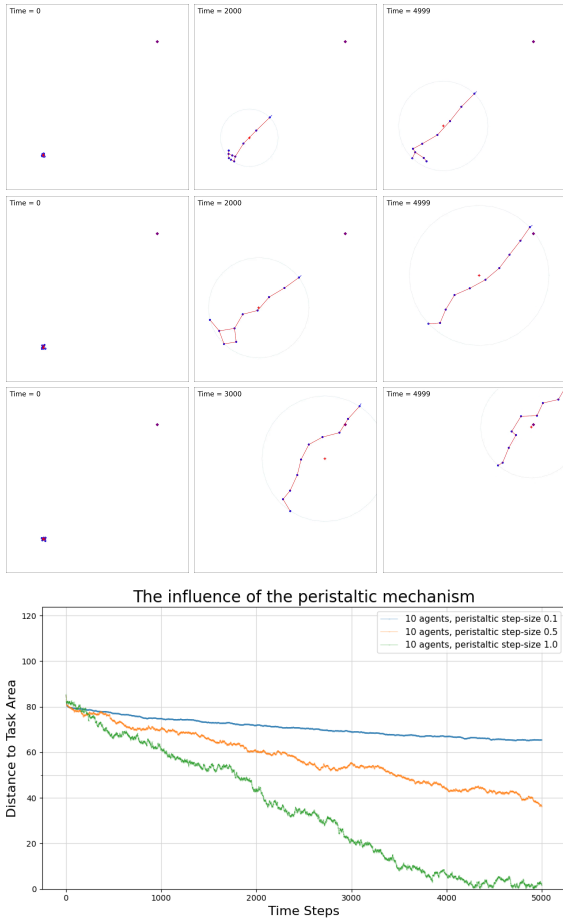 Time = 0
Time = 2000
Time = 4999
Time = 0
Time = 2000
Time = 4999
Time = 0
Time = 3000
Time = 4999
The influence of the peristaltic mechanism
10 agents, peristaltic step-size 0.1
10 agents, peristaltic step-size 0.5
10 agents, peristaltic step-size 1.0
120
100
80
60
40
20
0
Distance to Task Area
0 1000 2000 3000 4000 5000
Time Steps